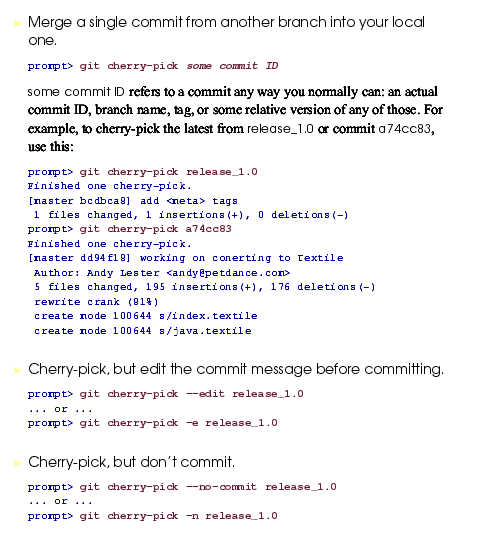 Merge a single commit from another branch into your local
one.
prompt> git cherry-pick some commit ID
some commit ID refers to a commit any way you normally can: an actual
commit ID, branch name, tag, or some relative version of any of those. For
example, to cherry-pick the latest from release_1.0 or commit a74cc83,
use this:
prompt> git cherry-pick release_1.0
Finished one cherry-pick.
[master bcdbca8] add <meta> tags
1 files changed, 1 insertions(+), 0 deletions(-)
prompt> git cherry-pick a74cc83
Finished one cherry-pick.
[master dd94f18] working on conerting to Textile
Author: Andy Lester <andy@petdance.com>
5 files changed, 195 insertions(+), 176 deletions(-)
rewrite crank (81%)
create mode 100644 s/index.textile
create mode 100644 s/java.textile
Cherry-pick, but edit the commit message before committing.
prompt> git cherry-pick --edit release_1.0
... or ...
prompt> git cherry-pick -e release_1.0
Cherry-pick, but don't commit.
prompt> git cherry-pick --no-commit release_1.0
... or ...
prompt> git cherry-pick -n release_1.0